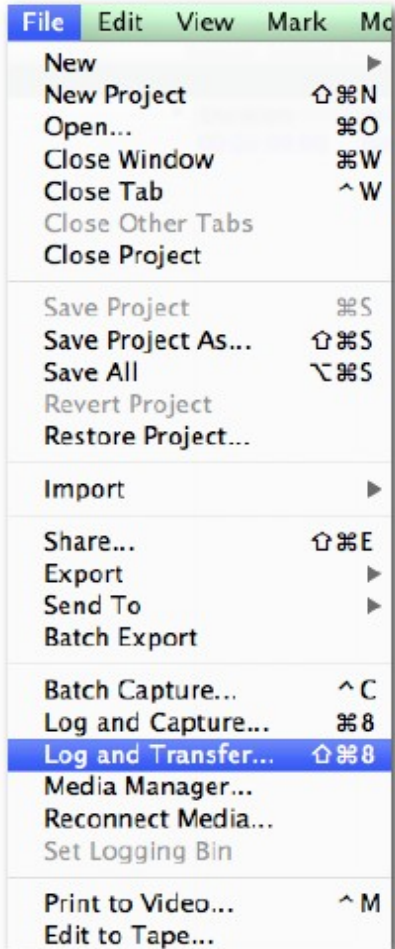 File Edit View Mark Mo
New ▶
New Project ⇧⌘N
Open... ⌘O
Close Window ⌘W
Close Tab ^W
Close Other Tabs
Close Project
Save Project ⌘S
Save Project As... ⇧⌘S
Save All ⌥⌘S
Revert Project
Restore Project...
Import ▶
Share... ⇧⌘E
Export ▶
Send To ▶
Batch Export
Batch Capture... ^C
Log and Capture... ⌘8
Log and Transfer... ⇧⌘8
Media Manager...
Reconnect Media...
Set Logging Bin
Print to Video... ^M
Edit to Tape...